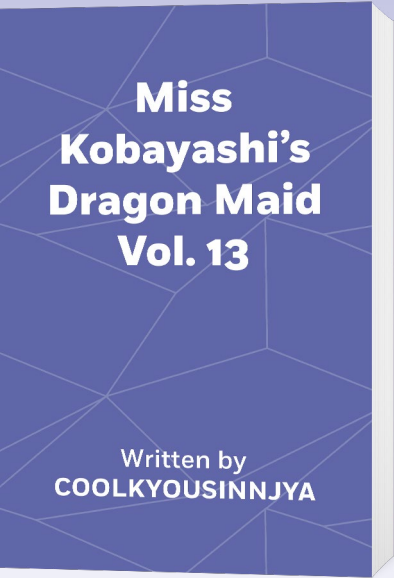 Miss
Kobayashi’s
Dragon Maid
Vol. 13
Written by
COOLKYOUSINNJYA